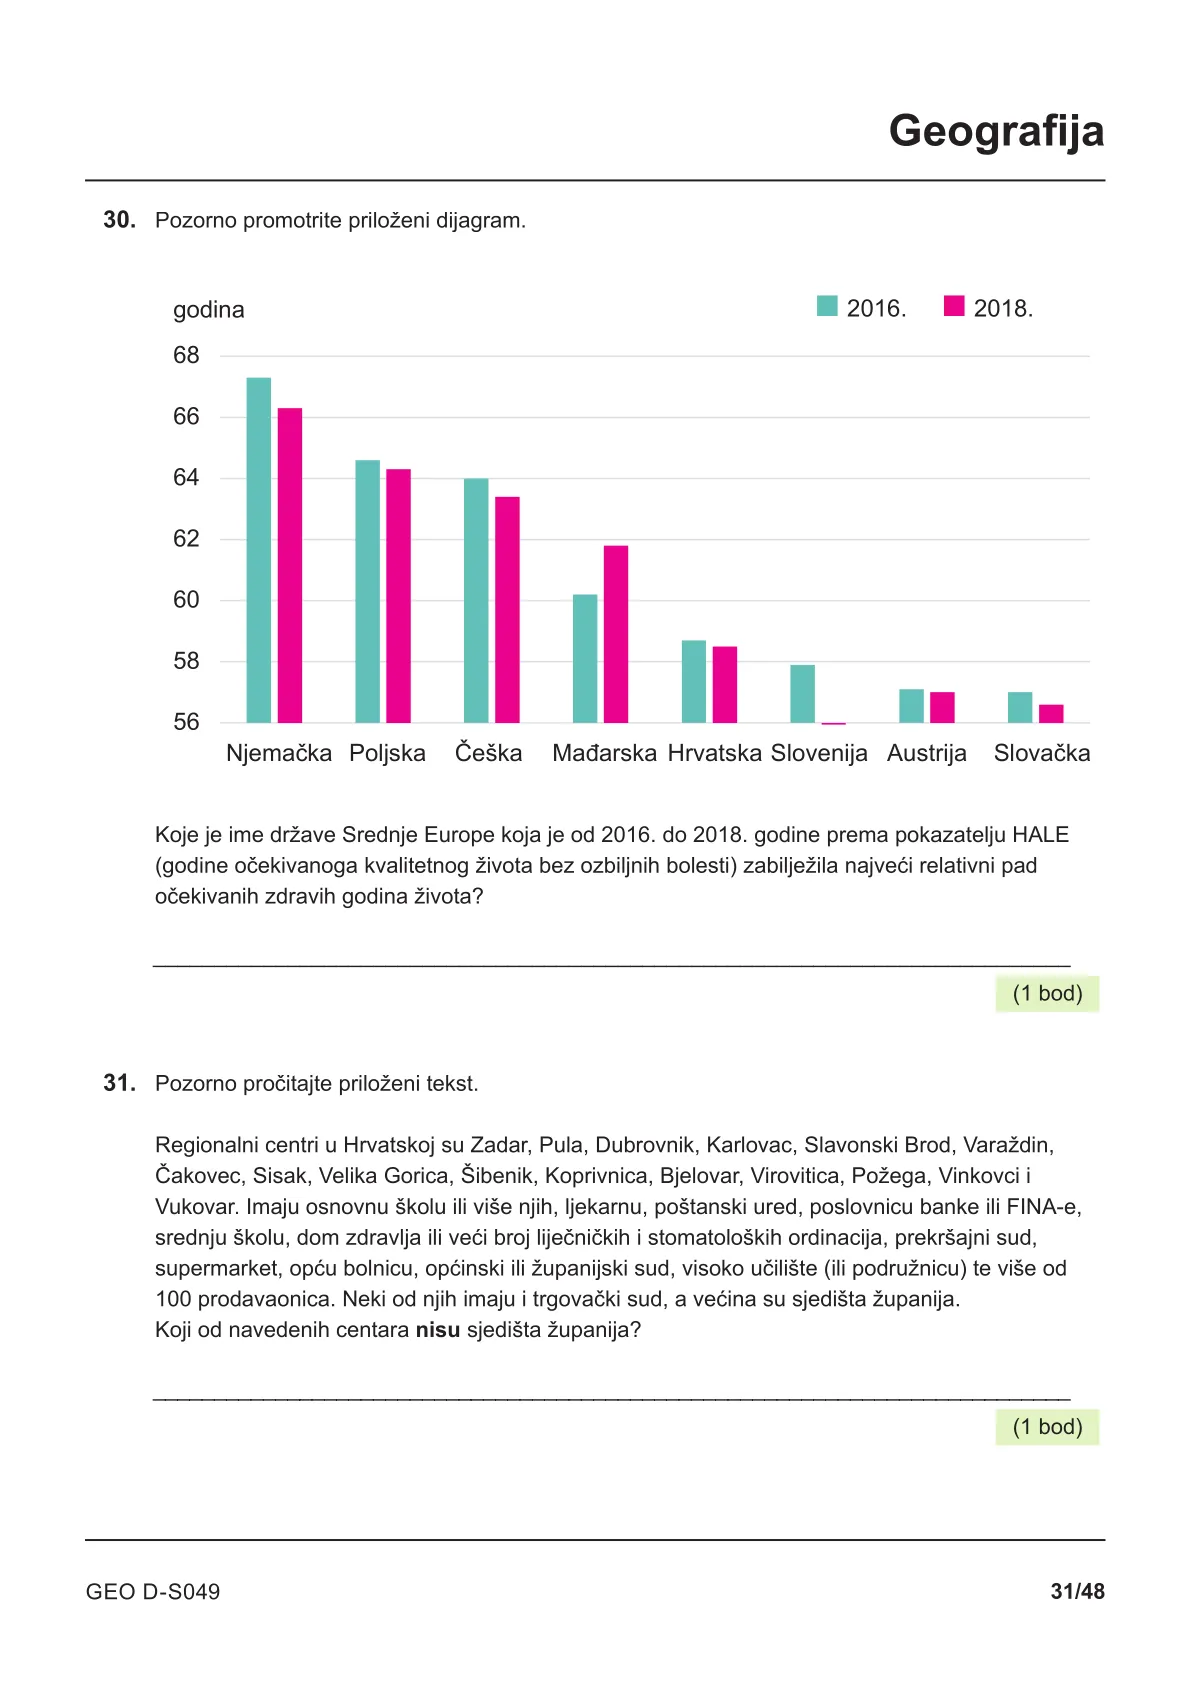 Geografija
30. Pozorno promotrite priloženi dijagram.
godina
2016. 2018.
68
66
64
62
60
58
56
Njemačka Poljska Češka Mađarska Hrvatska Slovenija Austrija Slovačka
Koje je ime države Srednje Europe koja je od 2016. do 2018. godine prema pokazatelju HALE
(godine očekivanoga kvalitetnog života bez ozbiljnih bolesti) zabilježila najveći relativni pad
očekivanih zdravih godina života?
(1 bod)
31. Pozorno pročitajte priloženi tekst.
Regionalni centri u Hrvatskoj su Zadar, Pula, Dubrovnik, Karlovac, Slavonski Brod, Varaždin,
Čakovec, Sisak, Velika Gorica, Šibenik, Koprivnica, Bjelovar, Virovitica, Požega, Vinkovci i
Vukovar. Imaju osnovnu školu ili više njih, ljekarnu, poštanski ured, poslovnicu banke ili FINA-e,
srednju školu, dom zdravlja ili veći broj liječničkih i stomatoloških ordinacija, prekršajni sud,
supermarket, opću bolnicu, općinski ili županijski sud, visoko učilište (ili podružnicu) te više od
100 prodavaonica. Neki od njih imaju i trgovački sud, a većina su sjedišta županija.
Koji od navedenih centara nisu sjedišta županija?
(1 bod)
GEO D-S049
31/48